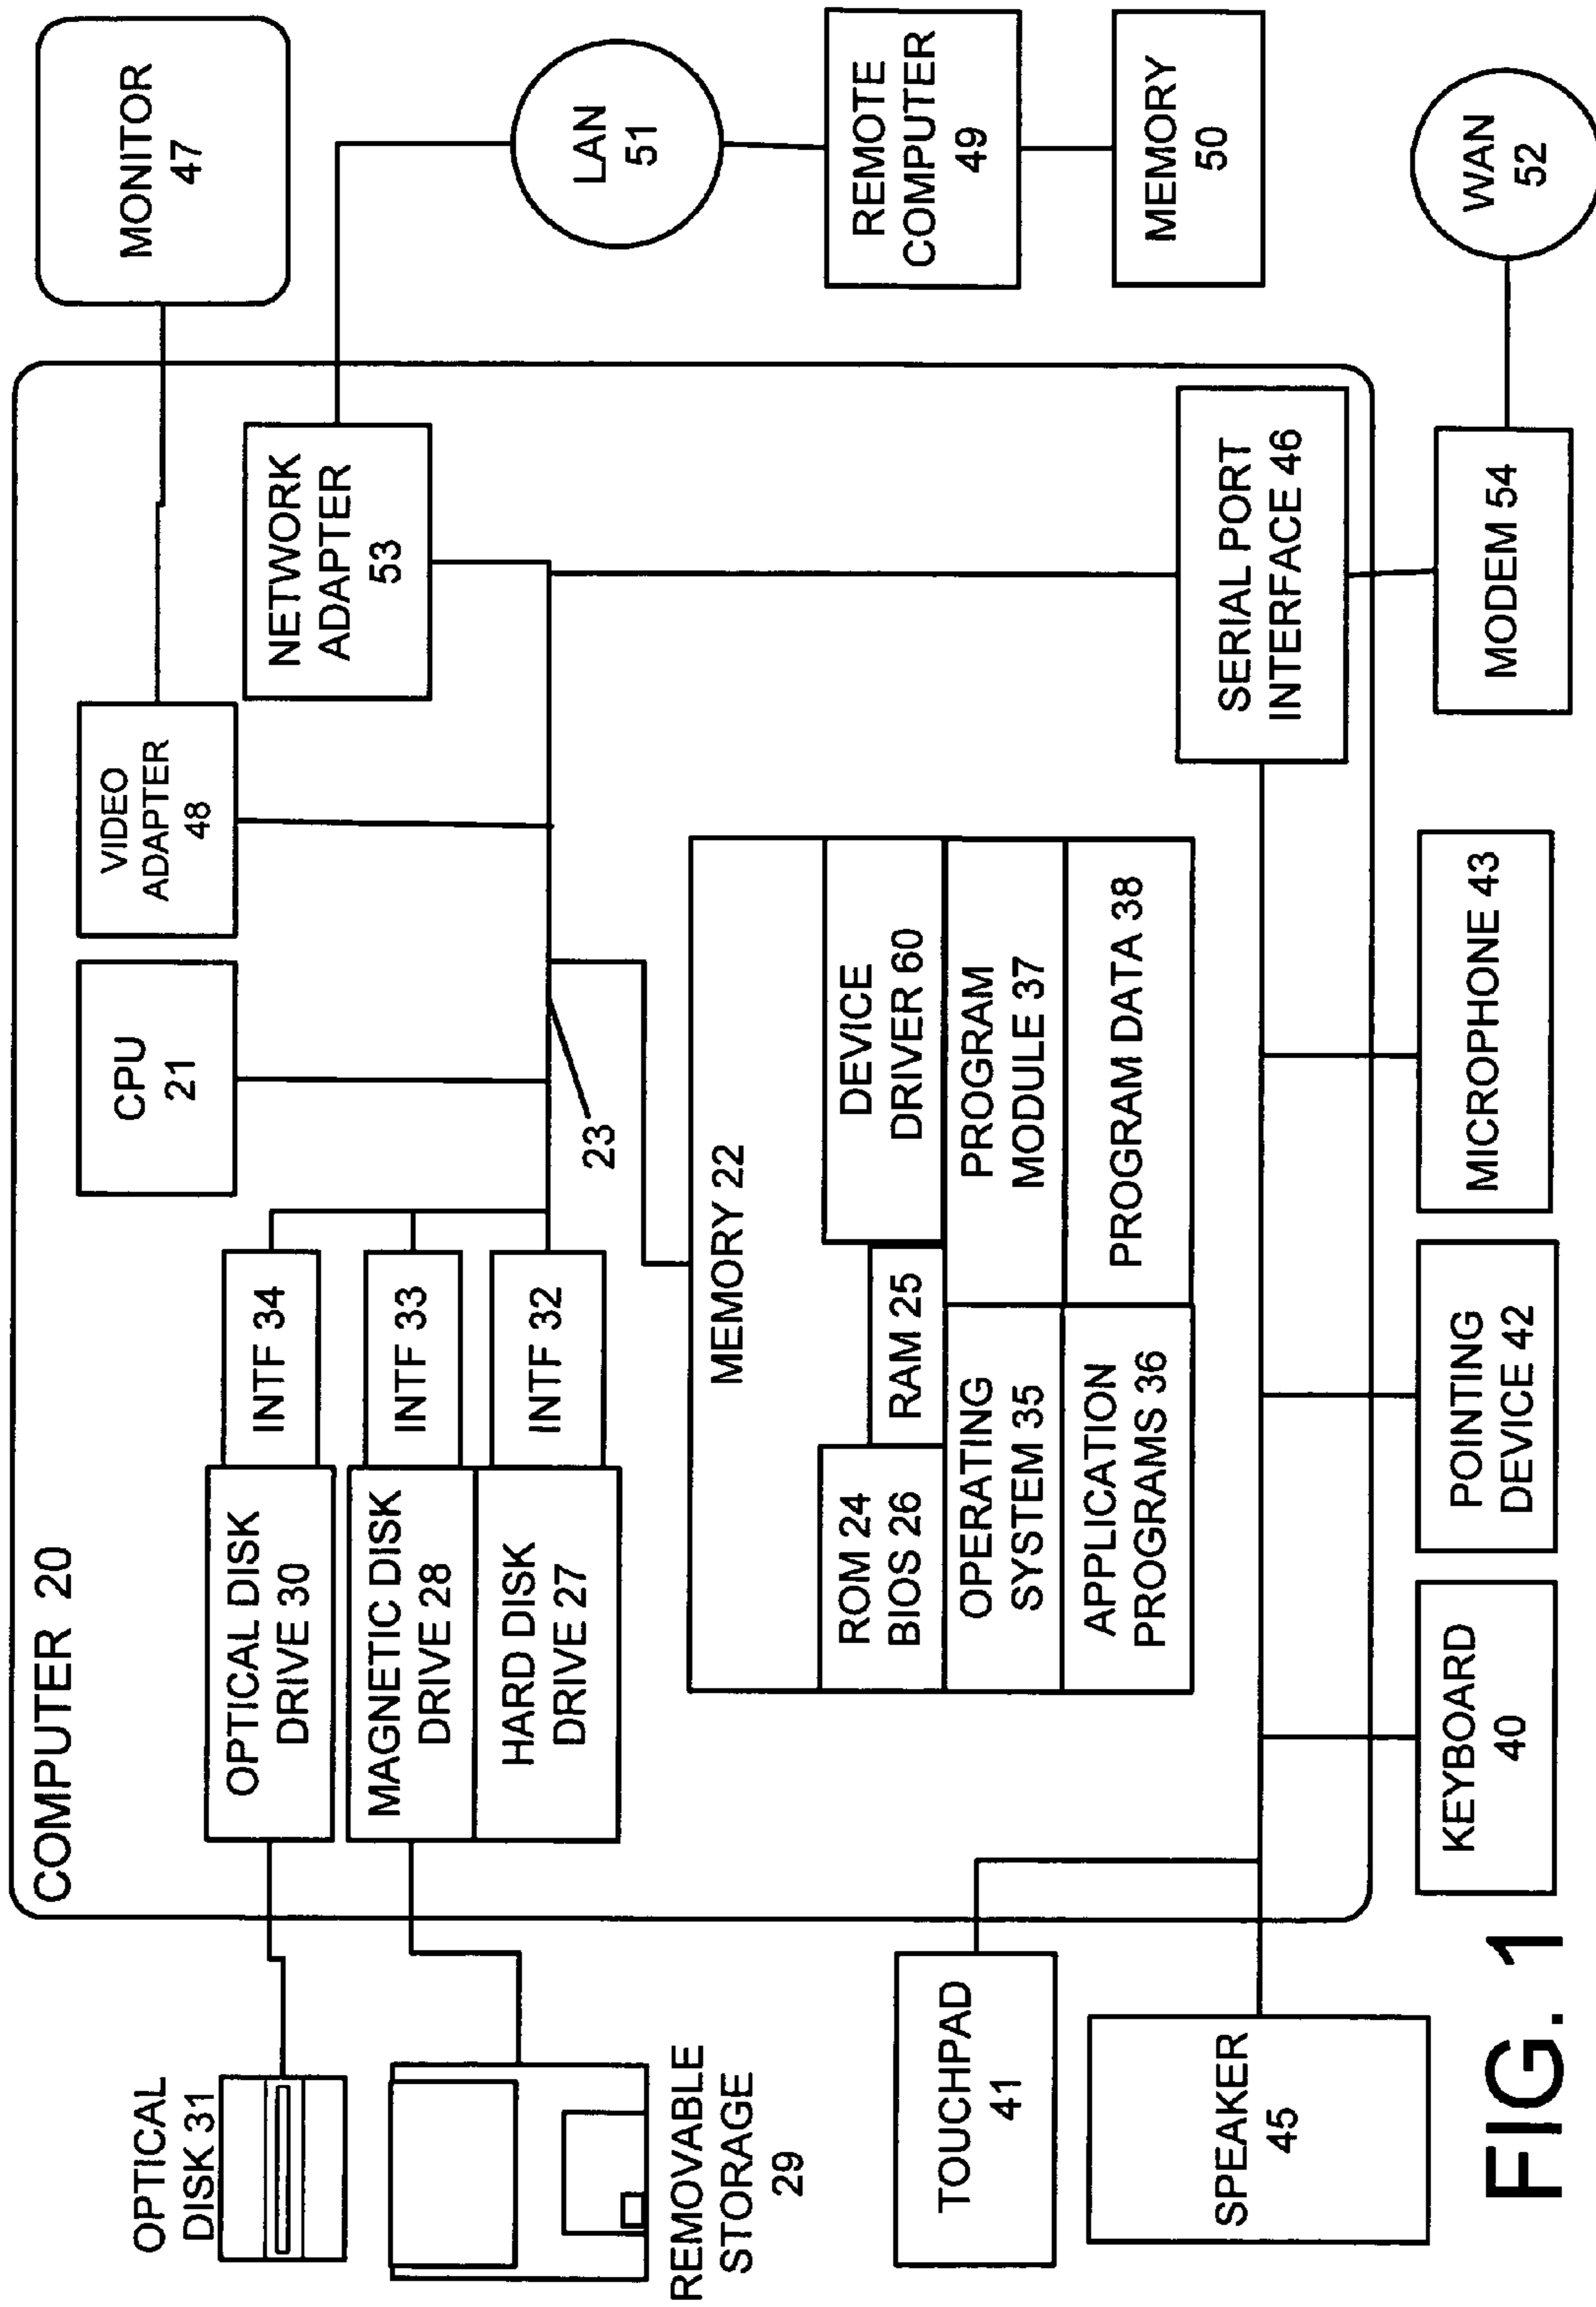 COMPUTER 20
MONITOR
47
OPTICAL
DISK 31
OPTICAL DISK
DRIVE 30
INTF 34
CPU
21
VIDEO
ADAPTER
48
NETWORK
ADAPTER
53
MAGNETIC DISK
DRIVE 28
INTF 33
HARD DISK
DRIVE 27
INTF 32
23
LAN
51
REMOVABLE
STORAGE
29
MEMORY 22
ROM 24
BIOS 26
RAM 25
DEVICE
DRIVER 60
OPERATING
SYSTEM 35
PROGRAM
MODULE 37
APPLICATION
PROGRAMS 36
PROGRAM DATA 38
REMOTE
COMPUTER
49
MEMORY
50
TOUCHPAD
41
SPEAKER
45
SERIAL PORT
INTERFACE 46
KEYBOARD
40
POINTING
DEVICE 42
MICROPHONE 43
MODEM 54
WAN
52
FIG. 1